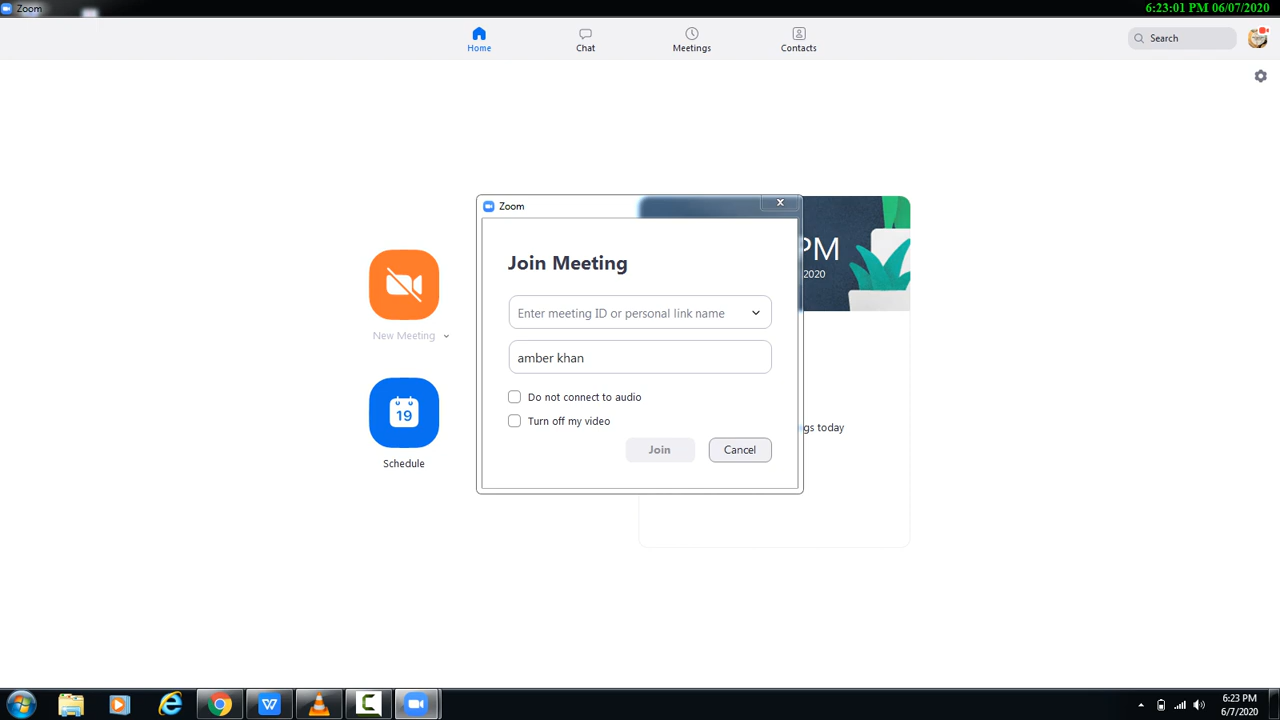 Zoom
6:23:01 PM 06/07/2020
Home
Chat
Meetings
Contacts
Search
Zoom
Join Meeting
Enter meeting ID or personal link name
amber khan
Do not connect to audio
Turn off my video
Join
Cancel
PM
2020
gs today
New Meeting
19
Schedule
W
6:23 PM
6/7/2020